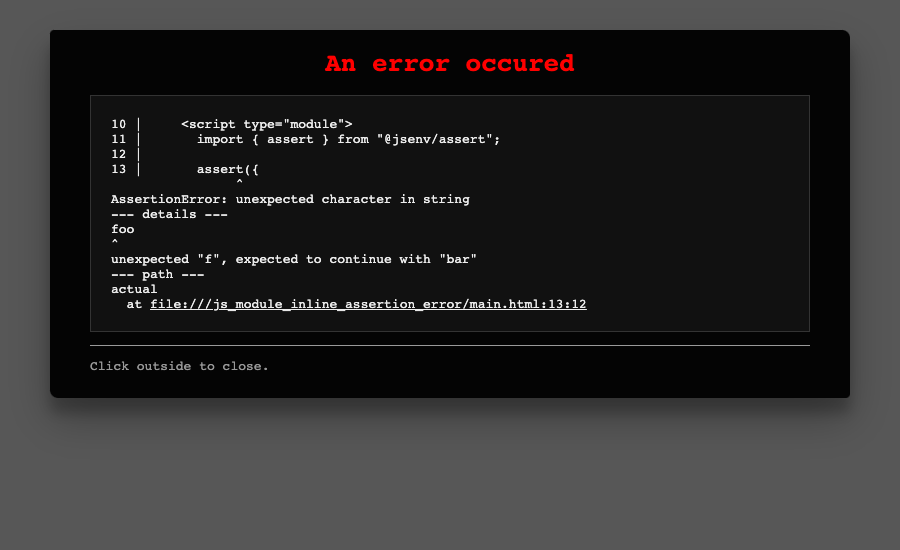 An error occured
10 |     <script type="module">
11 |       import { assert } from "@jsenv/assert";
12 |
13 |       assert({
                ^
AssertionError: unexpected character in string
--- details ---
foo
^
unexpected "f", expected to continue with "bar"
--- path ---
actual
  at file:///js_module_inline_assertion_error/main.html:13:12
Click outside to close.